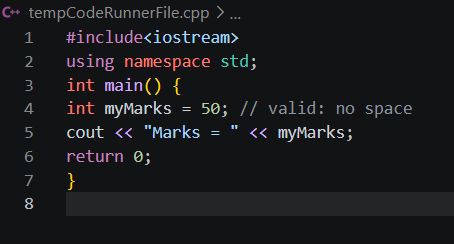 tempCodeRunnerFile.cpp > ...
1 #include<iostream>
2 using namespace std;
3 int main() {
4 int myMarks = 50; // valid: no space
5 cout << "Marks = " << myMarks;
6 return 0;
7 }
8